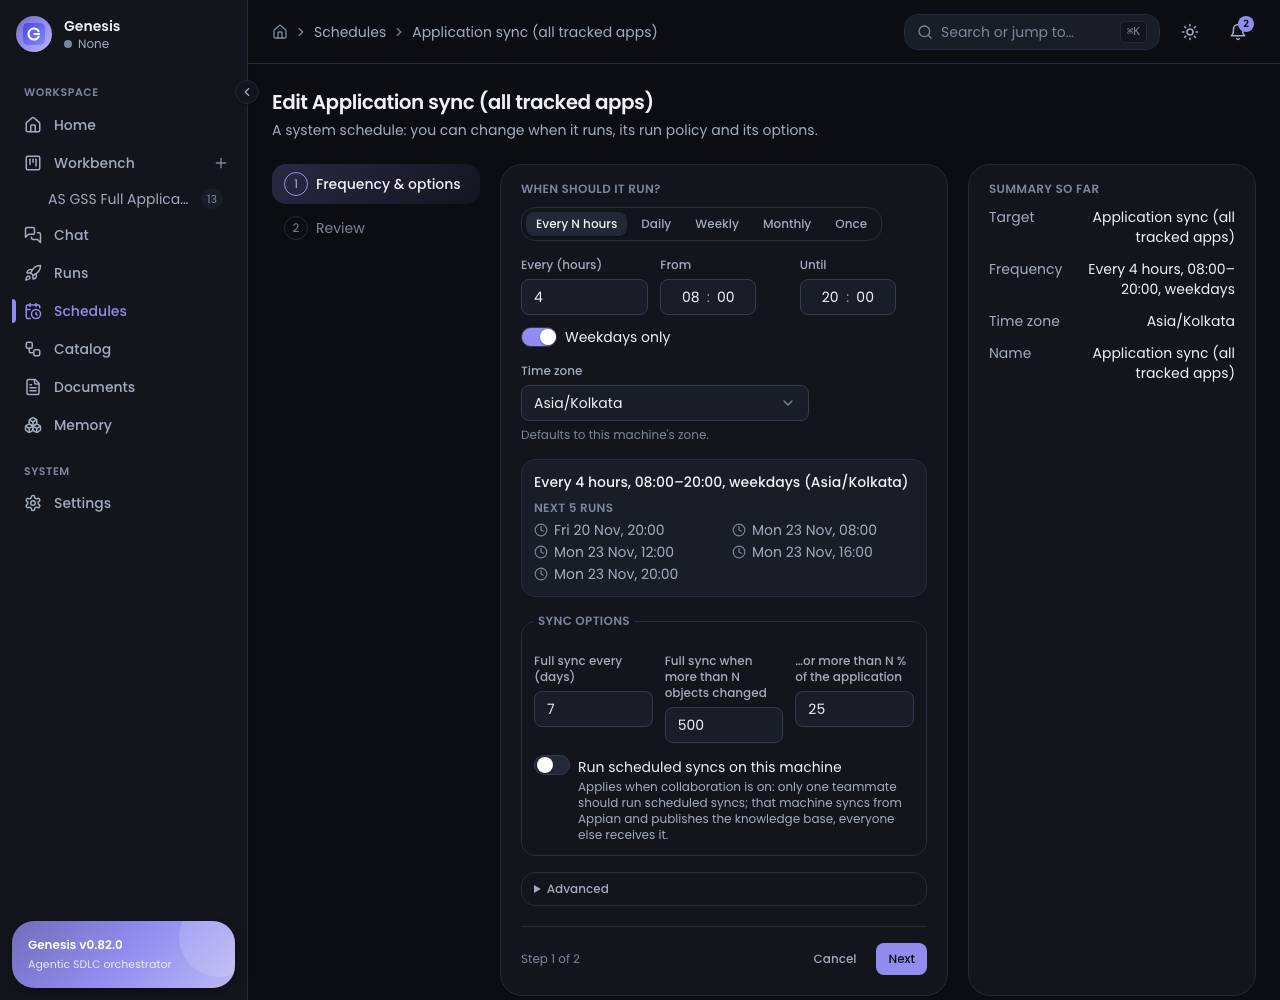 Genesis
None
WORKSPACE
Home
Workbench
AS GSS Full Applica...
13
Chat
Runs
Schedules
Catalog
Documents
Memory
SYSTEM
Settings
Genesis v0.82.0
Agentic SDLC orchestrator
Schedules
Application sync (all tracked apps)
Search or jump to...
⌘K
2
Edit Application sync (all tracked apps)
A system schedule: you can change when it runs, its run policy and its options.
1 Frequency & options
2 Review
WHEN SHOULD IT RUN?
Every N hours Daily Weekly Monthly Once
Every (hours) From Until
4 08 : 00 20 : 00
Weekdays only
Time zone
Asia/Kolkata
Defaults to this machine's zone.
Every 4 hours, 08:00–20:00, weekdays (Asia/Kolkata)
NEXT 5 RUNS
Fri 20 Nov, 20:00 Mon 23 Nov, 08:00
Mon 23 Nov, 12:00 Mon 23 Nov, 16:00
Mon 23 Nov, 20:00
SYNC OPTIONS
Full sync every
(days)
7
Full sync when
more than N
objects changed
500
…or more than N %
of the application
25
Run scheduled syncs on this machine
Applies when collaboration is on: only one teammate
should run scheduled syncs; that machine syncs from
Appian and publishes the knowledge base, everyone
else receives it.
Advanced
Step 1 of 2 Cancel Next
SUMMARY SO FAR
Target Application sync (all
tracked apps)
Frequency Every 4 hours, 08:00–
20:00, weekdays
Time zone Asia/Kolkata
Name Application sync (all
tracked apps)